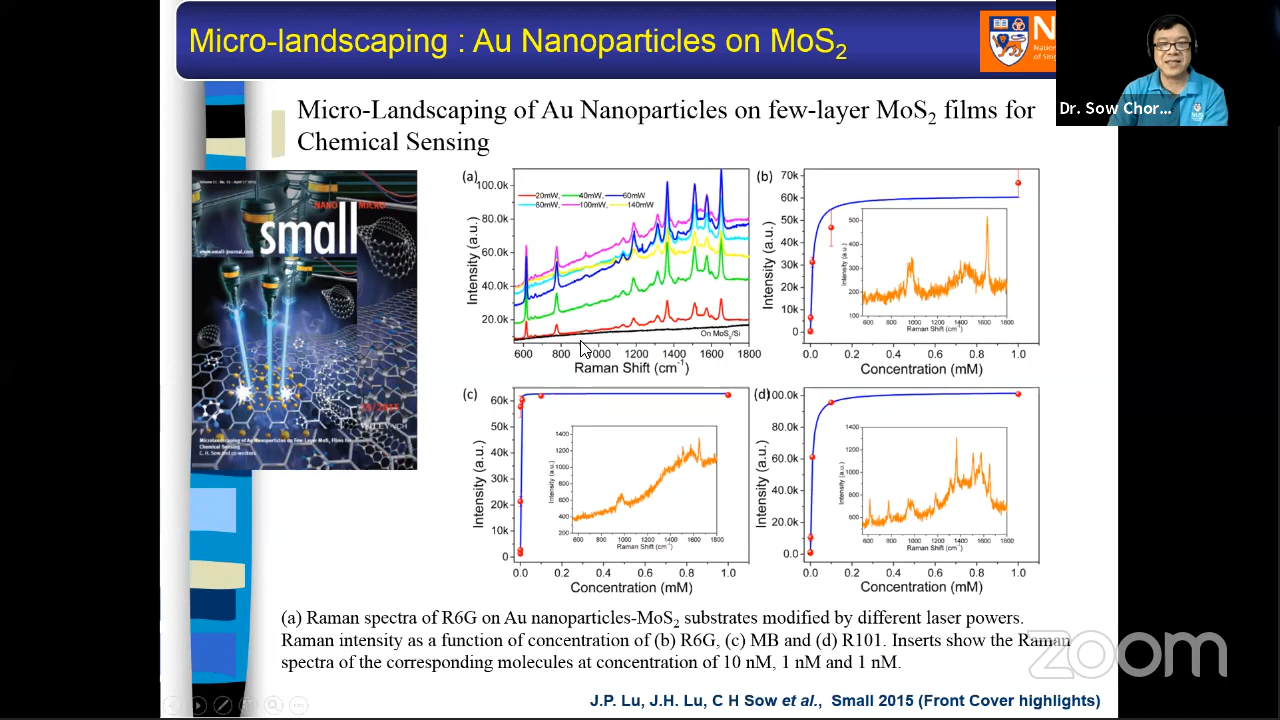 Micro-landscaping : Au Nanoparticles on MoS2
Dr. Sow Chor...
Micro-Landscaping of Au Nanoparticles on few-layer MoS2 films for
Chemical Sensing
NANO MICRO
small
www.small-journal.com
WILEY-VCH
Microlandscaping of Au Nanoparticles on Few-Layer MoS2 Films for
Chemical Sensing
C. H. Sow and co-workers
(a)
100.0k
80.0k
60.0k
40.0k
20.0k
Intensity (a.u.)
20mW, 40mW, 60mW
80mW, 100mW, 140mW
On MoS2/Si
600 800 1000 1200 1400 1600 1800
Raman Shift (cm-1)
(b)
70k
60k
50k
40k
30k
20k
10k
0
Intensity (a.u.)
500
400
300
200
100
Intensity (a.u.)
600 800 1000 1200 1400 1600 1800
Raman Shift (cm-1)
0.0 0.2 0.4 0.6 0.8 1.0
Concentration (mM)
(c)
60k
50k
40k
30k
20k
10k
0
Intensity (a.u.)
1400
1200
1000
800
600
400
200
Intensity (a.u.)
600 800 1000 1200 1400 1600 1800
Raman Shift (cm-1)
0.0 0.2 0.4 0.6 0.8 1.0
Concentration (mM)
(d)
100.0k
80.0k
60.0k
40.0k
20.0k
0.0
Intensity (a.u.)
1400
1200
1000
800
600
Intensity (a.u.)
600 800 1000 1200 1400 1600 1800
Raman Shift (cm-1)
0.0 0.2 0.4 0.6 0.8 1.0
Concentration (mM)
(a) Raman spectra of R6G on Au nanoparticles-MoS2 substrates modified by different laser powers.
Raman intensity as a function of concentration of (b) R6G, (c) MB and (d) R101. Inserts show the Raman
spectra of the corresponding molecules at concentration of 10 nM, 1 nM and 1 nM.
zoom
J.P. Lu, J.H. Lu, C H Sow et al., Small 2015 (Front Cover highlights)